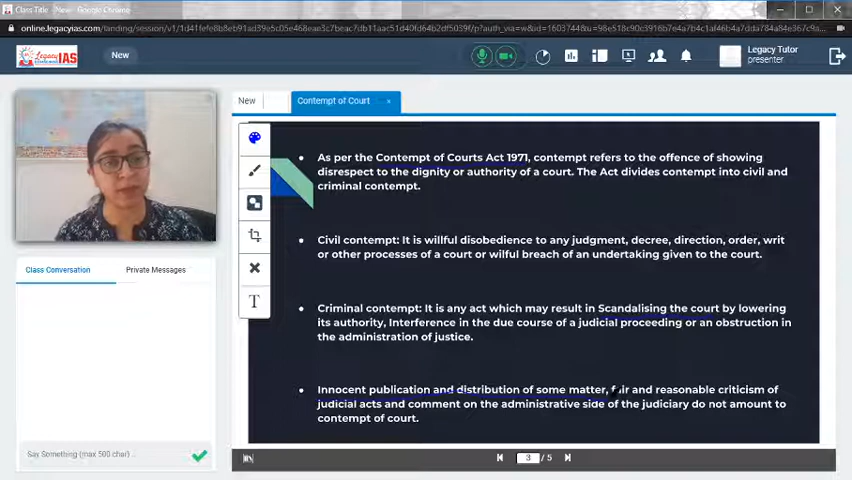 Class Title - New - Google Chrome
online.legacyias.com/landing/session/
Legacy IAS
New
Legacy Tutor
presenter
New
Contempt of Court
As per the Contempt of Courts Act 1971, contempt refers to the offence of showing
disrespect to the dignity or authority of a court. The Act divides contempt into civil and
criminal contempt.
Civil contempt: It is willful disobedience to any judgment, decree, direction, order, writ
or other processes of a court or wilful breach of an undertaking given to the court.
Criminal contempt: It is any act which may result in Scandalising the court by lowering
its authority, Interference in the due course of a judicial proceeding or an obstruction in
the administration of justice.
Innocent publication and distribution of some matter, fair and reasonable criticism of
judicial acts and comment on the administrative side of the judiciary do not amount to
contempt of court.
T
Class Conversation
Private Messages
Say Something (max 500 char) ..
3 / 5